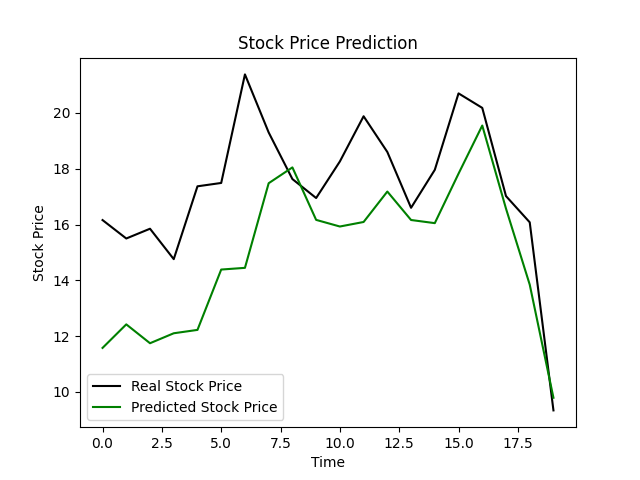 Stock Price Prediction
Stock Price
20
18
16
14
12
10
Real Stock Price
Predicted Stock Price
0.0 2.5 5.0 7.5 10.0 12.5 15.0 17.5
Time